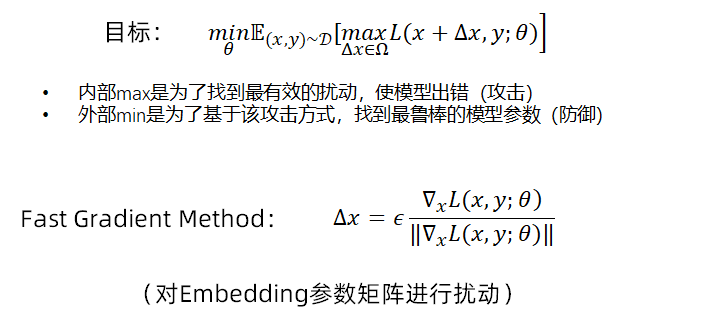 目标： $\min_{\theta}\mathbb{E}_{(x,y)\sim\mathcal{D}}[\max_{\Delta x\in\Omega}L(x+\Delta x,y;\theta)]$
• 内部max是为了找到最有效的扰动，使模型出错（攻击）
• 外部min是为了基于该攻击方式，找到最鲁棒的模型参数（防御）
Fast Gradient Method： $\Delta x=\epsilon\frac{\nabla_x L(x,y;\theta)}{\|\nabla_x L(x,y;\theta)\|}$
（对Embedding参数矩阵进行扰动）